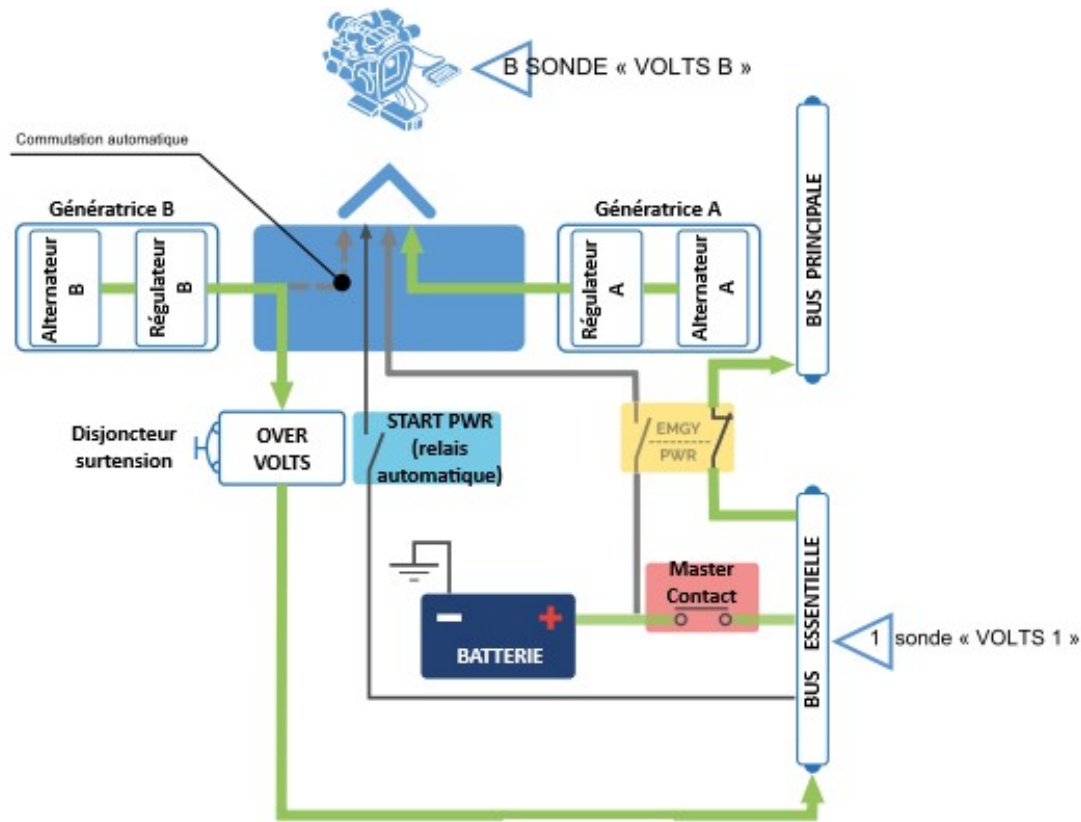 B SONDE « VOLTS B »
Commutation automatique
Génératrice B
Génératrice A
Alternateur
B
Régulateur
B
Régulateur
A
Alternateur
A
BUS PRINCIPALE
Disjoncteur
surtension
OVER
VOLTS
START PWR
(relais
automatique)
EMGY
PWR
Master
Contact
BATTERIE
BUS ESSENTIELLE
1 sonde « VOLTS 1 »